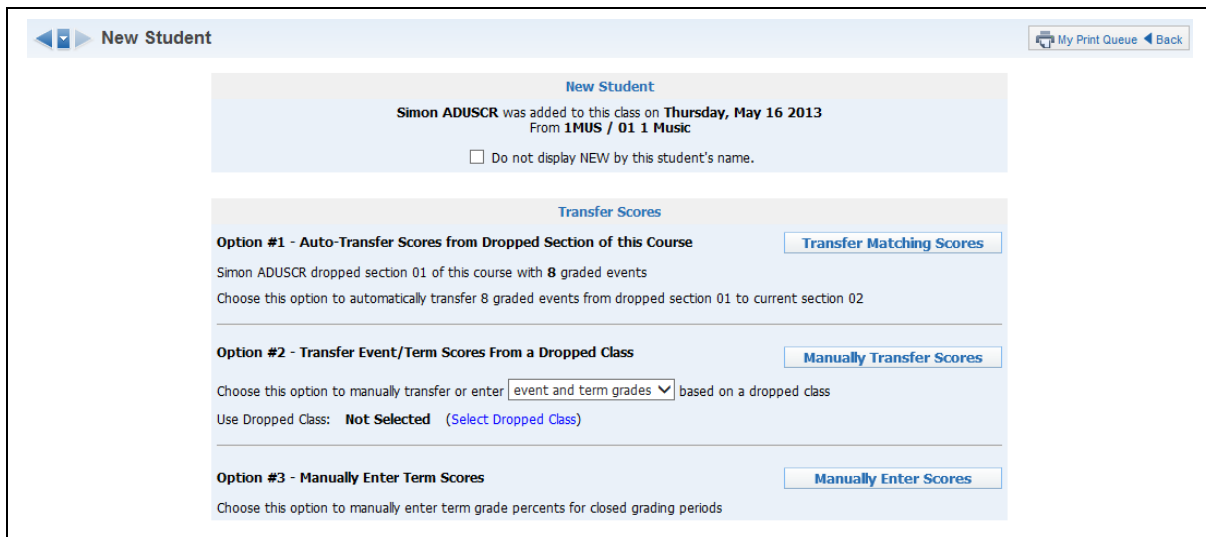 New Student
My Print Queue Back
New Student
Simon ADUSCR was added to this class on Thursday, May 16 2013
From 1MUS / 01 1 Music
Do not display NEW by this student's name.
Transfer Scores
Option #1 - Auto-Transfer Scores from Dropped Section of this Course
Transfer Matching Scores
Simon ADUSCR dropped section 01 of this course with 8 graded events
Choose this option to automatically transfer 8 graded events from dropped section 01 to current section 02
Option #2 - Transfer Event/Term Scores From a Dropped Class
Manually Transfer Scores
Choose this option to manually transfer or enter event and term grades based on a dropped class
Use Dropped Class: Not Selected (Select Dropped Class)
Option #3 - Manually Enter Term Scores
Manually Enter Scores
Choose this option to manually enter term grade percents for closed grading periods